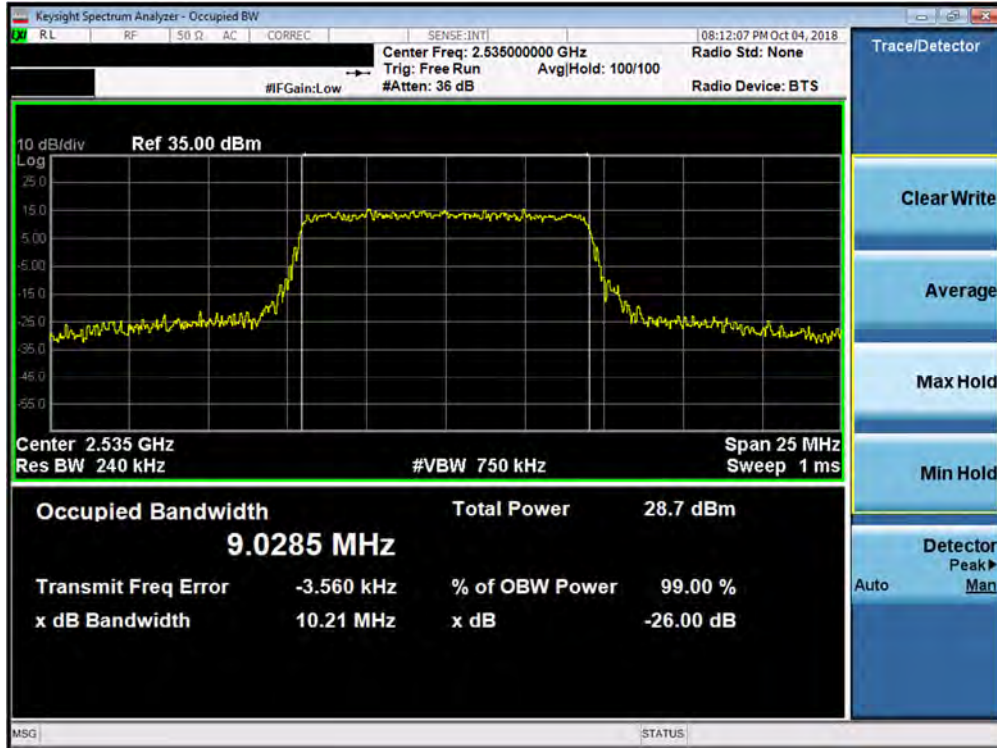 Keysight Spectrum Analyzer - Occupied BW
LXI RL RF 50 Ω AC CORREC SENSE:INT 08:12:07 PM Oct 04, 2018
Center Freq: 2.535000000 GHz Radio Std: None
Trig: Free Run Avg|Hold: 100/100
#IFGain:Low #Atten: 36 dB Radio Device: BTS
Trace/Detector
10 dB/div Ref 35.00 dBm
Log
25.0
15.0
5.00
-5.00
-15.0
-25.0
-35.0
-45.0
-55.0
Center 2.535 GHz Span 25 MHz
Res BW 240 kHz #VBW 750 kHz Sweep 1 ms
Clear Write
Average
Max Hold
Min Hold
Detector
Peak▶
Auto Man
Occupied Bandwidth Total Power 28.7 dBm
9.0285 MHz
Transmit Freq Error -3.560 kHz % of OBW Power 99.00 %
x dB Bandwidth 10.21 MHz x dB -26.00 dB
MSG STATUS